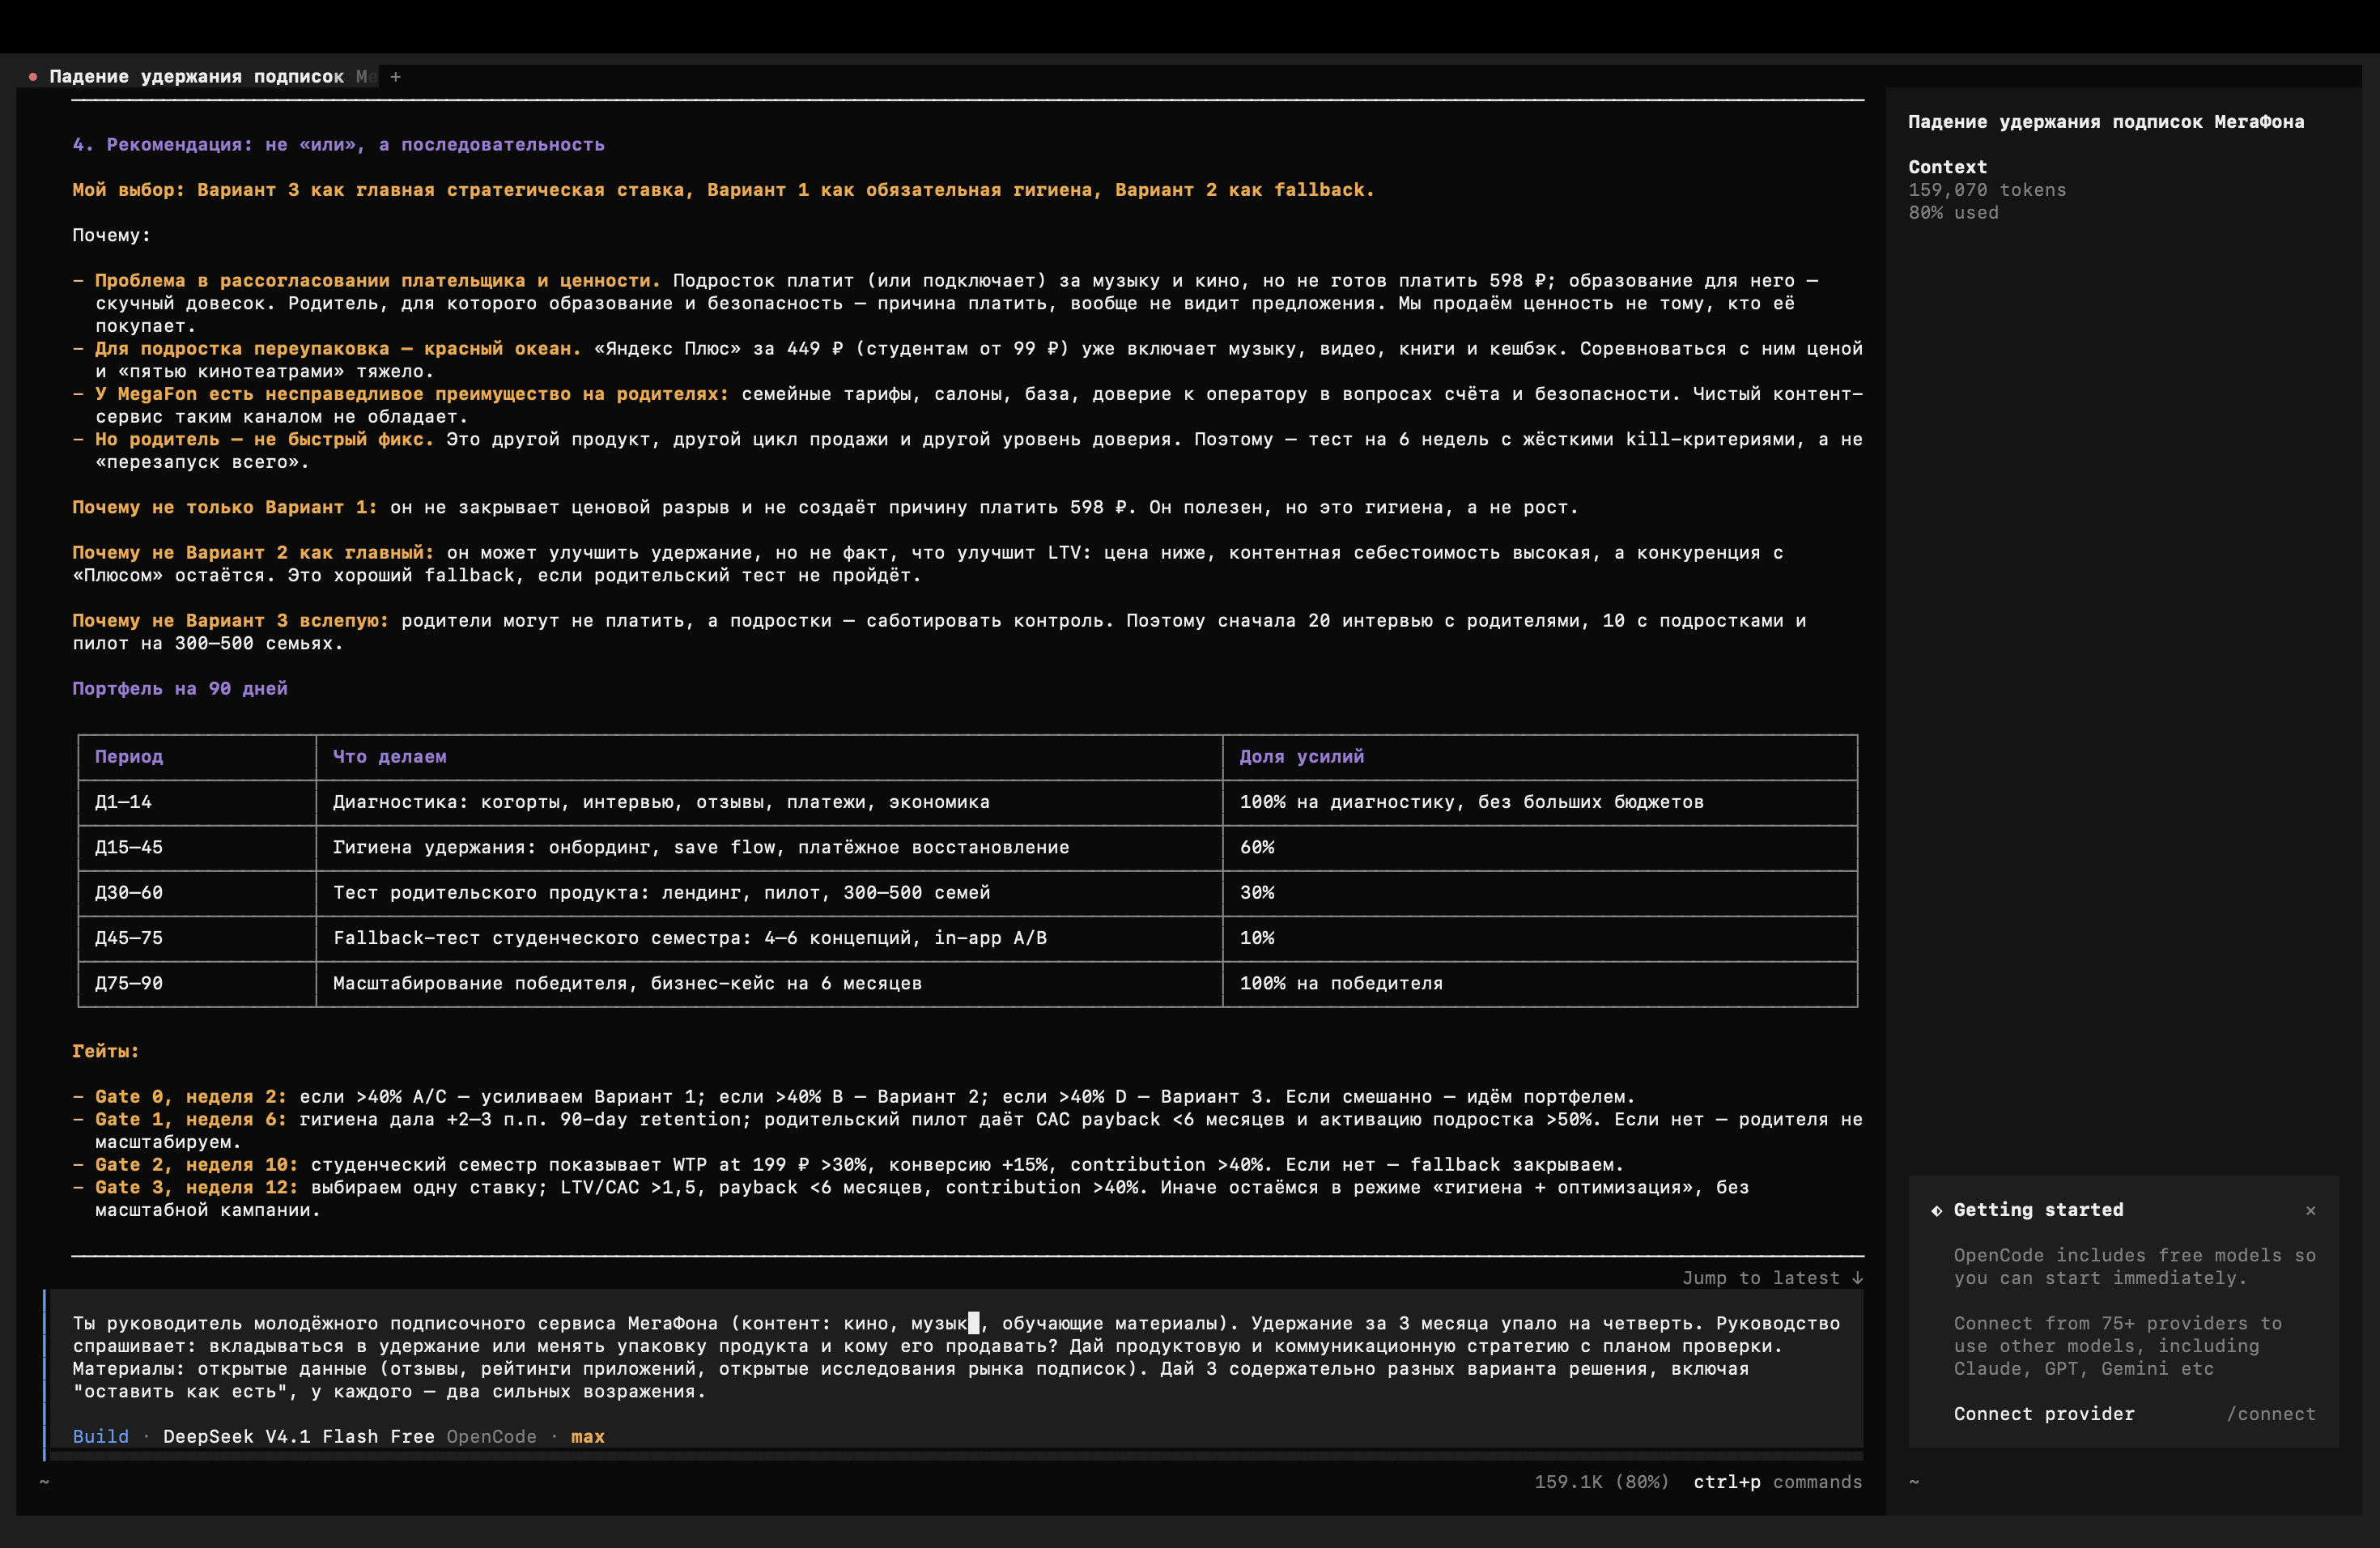 Падение удержания подписок Ме +
4. Рекомендация: не «или», а последовательность
Мой выбор: Вариант 3 как главная стратегическая ставка, Вариант 1 как обязательная гигиена, Вариант 2 как fallback.
Почему:
– Проблема в рассогласовании плательщика и ценности. Подросток платит (или подключает) за музыку и кино, но не готов платить 598 ₽; образование для него —
скучный довесок. Родитель, для которого образование и безопасность — причина платить, вообще не видит предложения. Мы продаём ценность не тому, кто её
покупает.
– Для подростка переупаковка — красный океан. «Яндекс Плюс» за 449 ₽ (студентам от 99 ₽) уже включает музыку, видео, книги и кешбэк. Соревноваться с ним ценой
и «пятью кинотеатрами» тяжело.
– У MegaFon есть несправедливое преимущество на родителях: семейные тарифы, салоны, база, доверие к оператору в вопросах счёта и безопасности. Чистый контент-
сервис таким каналом не обладает.
– Но родитель — не быстрый фикс. Это другой продукт, другой цикл продажи и другой уровень доверия. Поэтому — тест на 6 недель с жёсткими kill-критериями, а не
«перезапуск всего».
Почему не только Вариант 1: он не закрывает ценовой разрыв и не создаёт причину платить 598 ₽. Он полезен, но это гигиена, а не рост.
Почему не Вариант 2 как главный: он может улучшить удержание, но не факт, что улучшит LTV: цена ниже, контентная себестоимость высокая, а конкуренция с
«Плюсом» остаётся. Это хороший fallback, если родительский тест не пройдёт.
Почему не Вариант 3 вслепую: родители могут не платить, а подростки — саботировать контроль. Поэтому сначала 20 интервью с родителями, 10 с подростками и
пилот на 300–500 семьях.
Портфель на 90 дней
Период Что делаем Доля усилий
Д1–14 Диагностика: когорты, интервью, отзывы, платежи, экономика 100% на диагностику, без больших бюджетов
Д15–45 Гигиена удержания: онбординг, save flow, платёжное восстановление 60%
Д30–60 Тест родительского продукта: лендинг, пилот, 300–500 семей 30%
Д45–75 Fallback-тест студенческого семестра: 4–6 концепций, in-app A/B 10%
Д75–90 Масштабирование победителя, бизнес-кейс на 6 месяцев 100% на победителя
Гейты:
– Gate 0, неделя 2: если >40% A/C — усиливаем Вариант 1; если >40% B — Вариант 2; если >40% D — Вариант 3. Если смешанно — идём портфелем.
– Gate 1, неделя 6: гигиена дала +2–3 п.п. 90-day retention; родительский пилот даёт CAC payback <6 месяцев и активацию подростка >50%. Если нет — родителя не
масштабируем.
– Gate 2, неделя 10: студенческий семестр показывает WTP at 199 ₽ >30%, конверсию +15%, contribution >40%. Если нет — fallback закрываем.
– Gate 3, неделя 12: выбираем одну ставку; LTV/CAC >1,5, payback <6 месяцев, contribution >40%. Иначе остаёмся в режиме «гигиена + оптимизация», без
масштабной кампании.
Jump to latest ↓
Ты руководитель молодёжного подписочного сервиса МегаФона (контент: кино, музык , обучающие материалы). Удержание за 3 месяца упало на четверть. Руководство
спрашивает: вкладываться в удержание или менять упаковку продукта и кому его продавать? Дай продуктовую и коммуникационную стратегию с планом проверки.
Материалы: открытые данные (отзывы, рейтинги приложений, открытые исследования рынка подписок). Дай 3 содержательно разных варианта решения, включая
"оставить как есть", у каждого — два сильных возражения.
Build · DeepSeek V4.1 Flash Free OpenCode · max
~ 159.1K (80%) ctrl+p commands
Падение удержания подписок МегаФона
Context
159,070 tokens
80% used
Getting started ×
OpenCode includes free models so
you can start immediately.
Connect from 75+ providers to
use other models, including
Claude, GPT, Gemini etc
Connect provider /connect
~